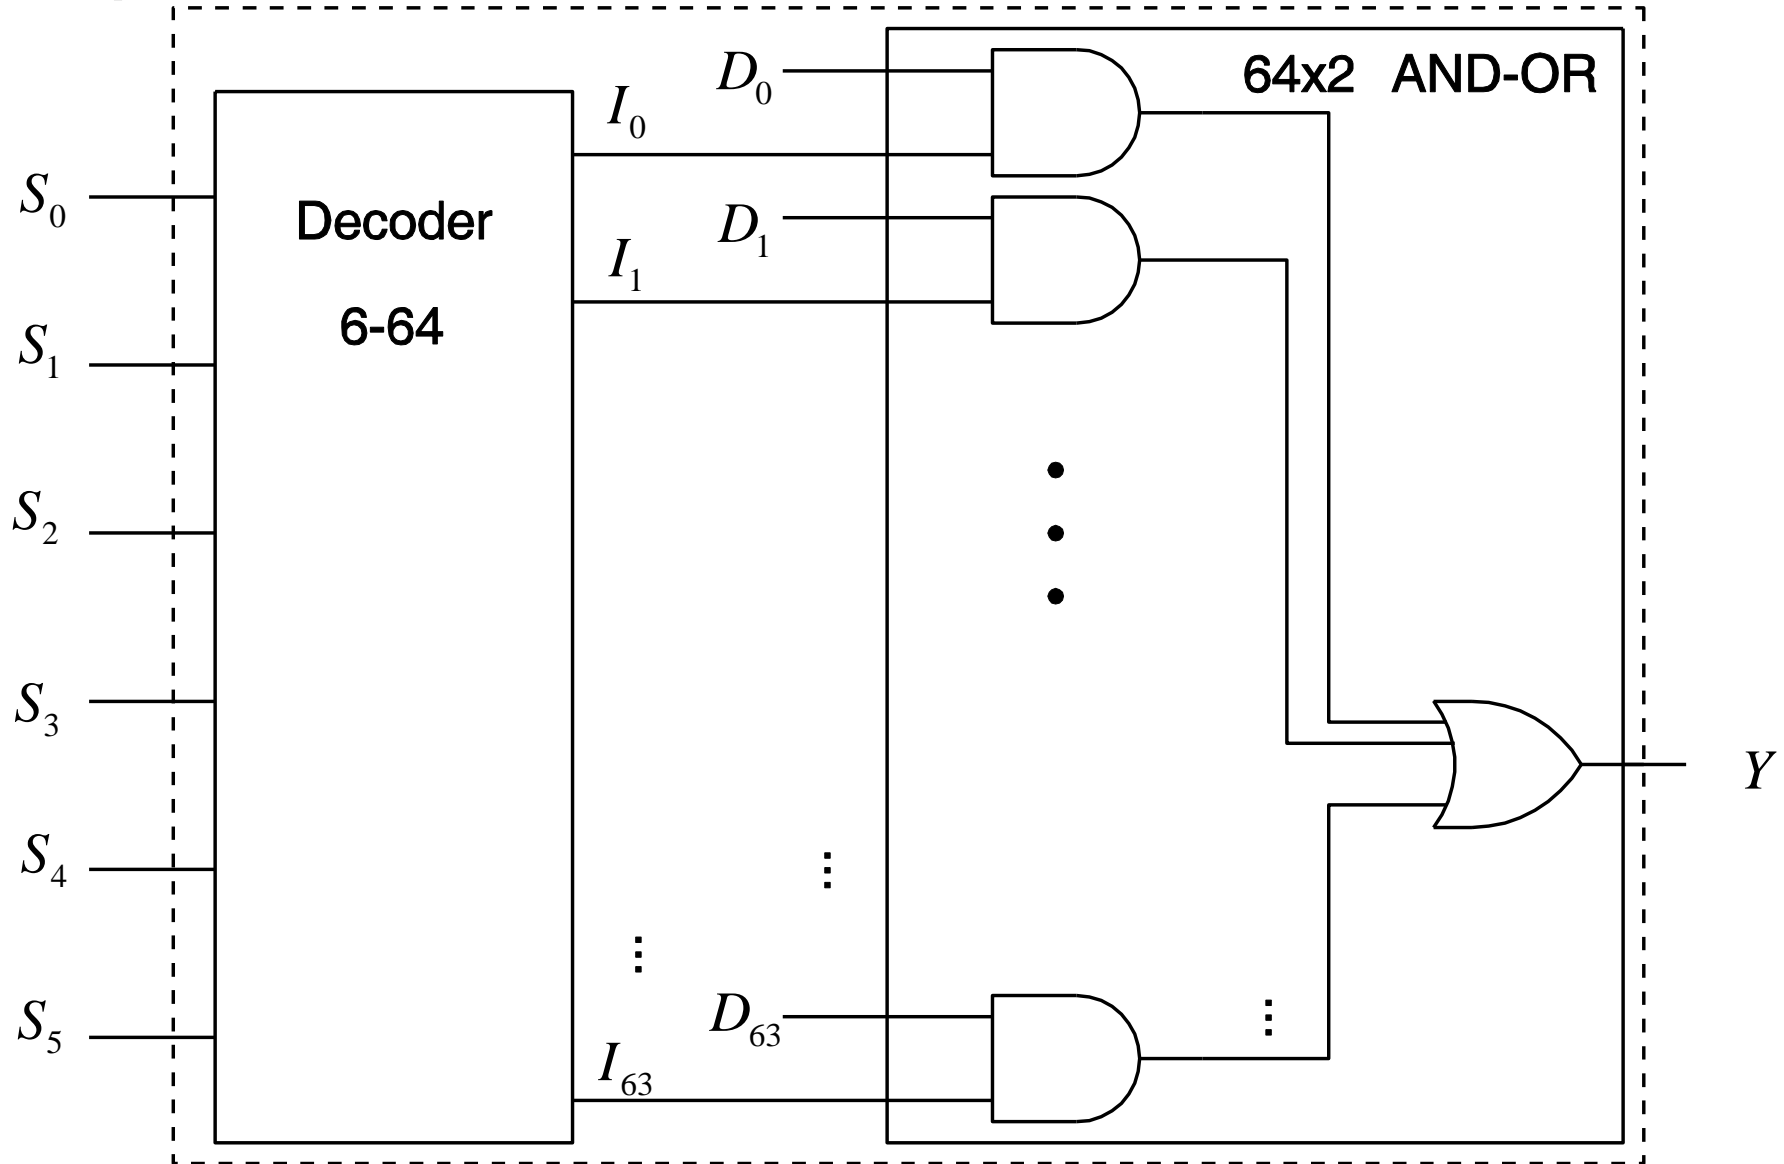 D₀
64x2 AND-OR
I₀
S₀
Decoder
D₁
I₁
6-64
S₁
S₂
S₃
Y
S₄
S₅
D₆₃
I₆₃